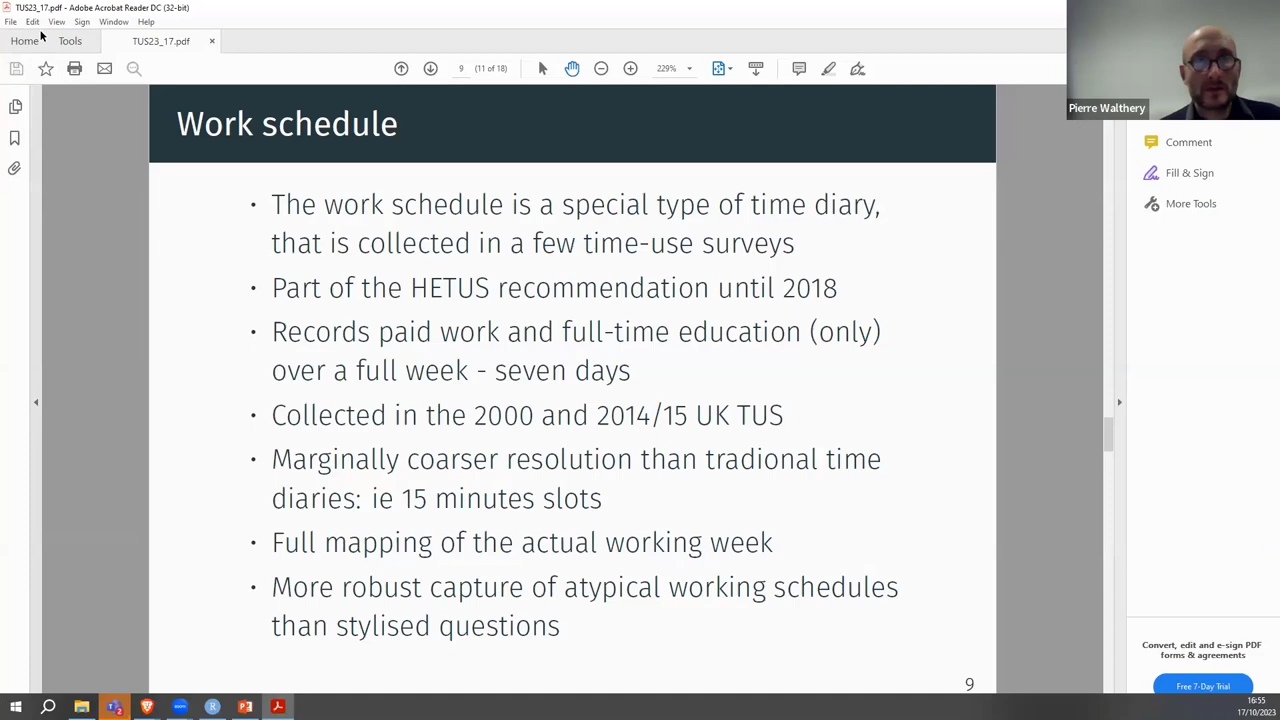 TUS23_17.pdf - Adobe Acrobat Reader DC (32-bit)
File Edit View Sign Window Help
Home Tools TUS23_17.pdf ×
9 (11 of 18) 229%
Pierre Walthery
Work schedule
• The work schedule is a special type of time diary,
that is collected in a few time-use surveys
• Part of the HETUS recommendation until 2018
• Records paid work and full-time education (only)
over a full week - seven days
• Collected in the 2000 and 2014/15 UK TUS
• Marginally coarser resolution than tradional time
diaries: ie 15 minutes slots
• Full mapping of the actual working week
• More robust capture of atypical working schedules
than stylised questions
9
Comment
Fill & Sign
More Tools
Convert, edit and e-sign PDF
forms & agreements
Free 7-Day Trial
16:55
17/10/2023